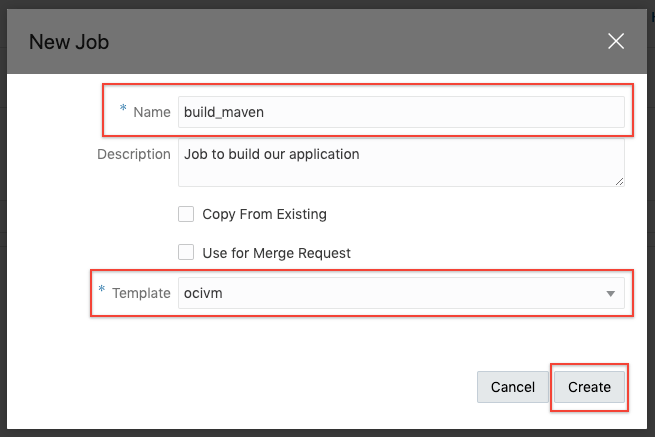 New Job
* Name build_maven
Description Job to build our application
Copy From Existing
Use for Merge Request
* Template ocivm
Cancel Create